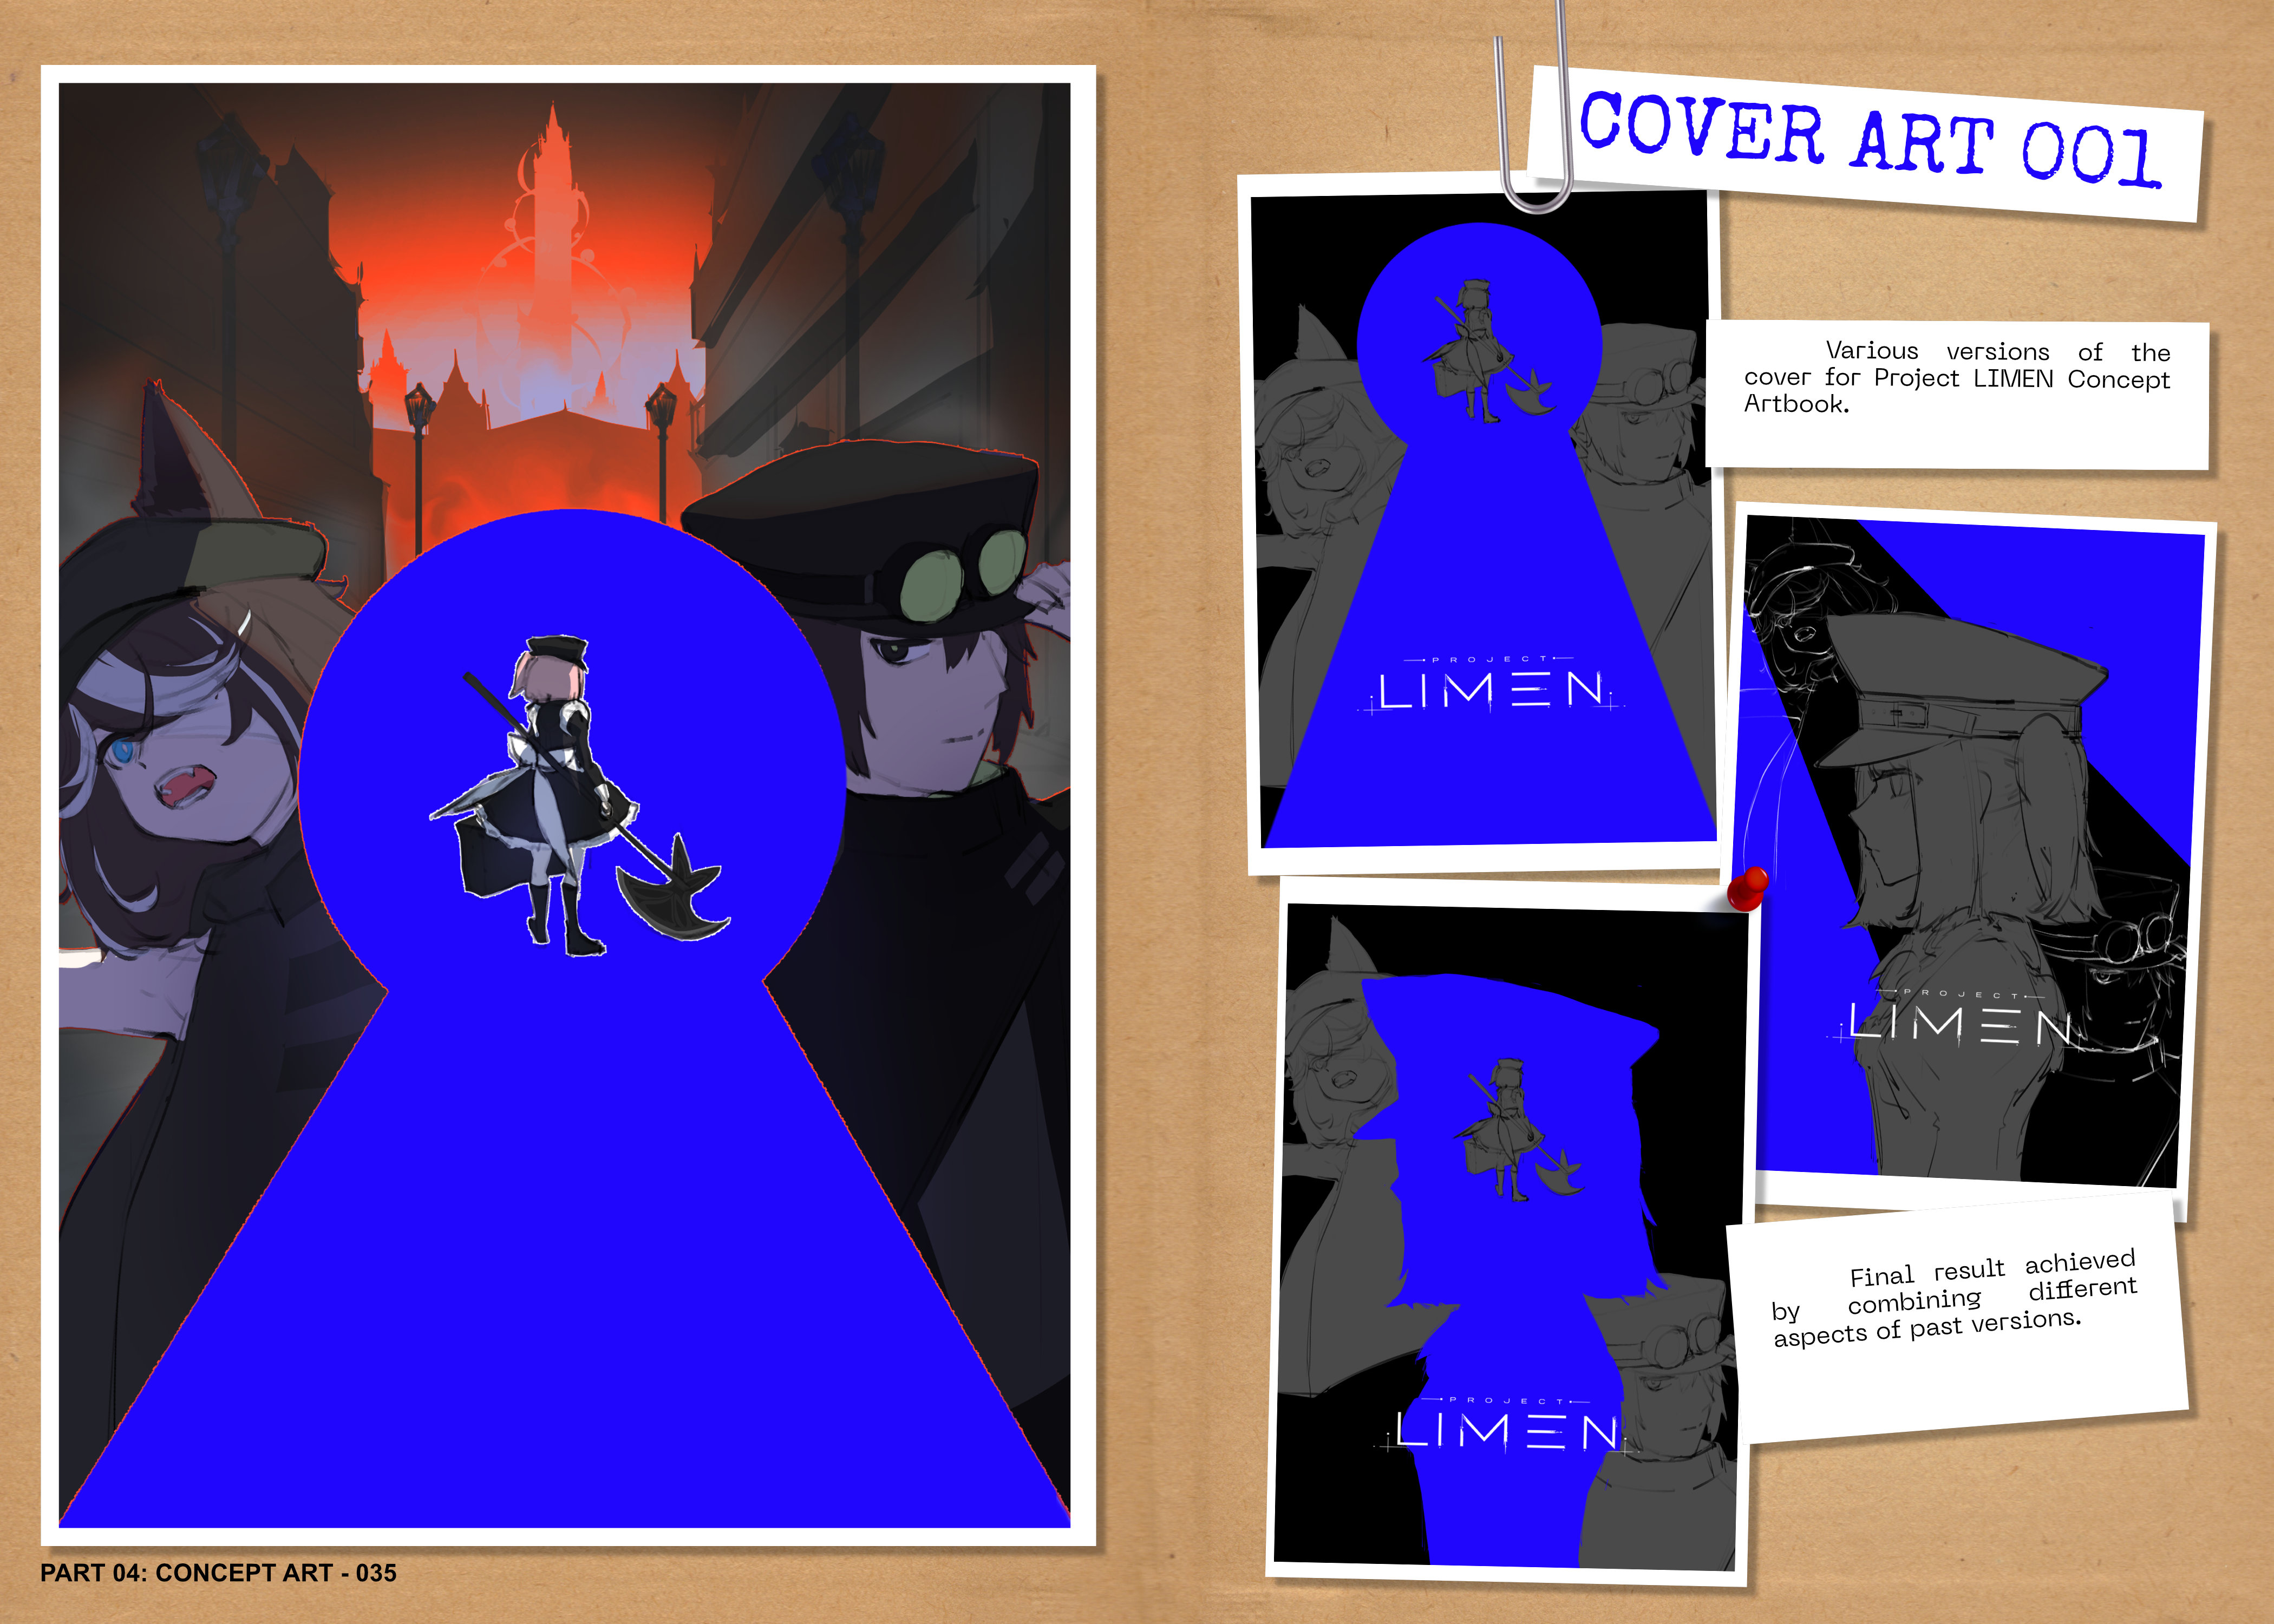 COVER ART 001
Various versions of the
cover for Project LIMEN Concept
Artbook.
PROJECT
LIMEN
PROJECT
LIMEN
Final result achieved
by combining different
aspects of past versions.
PROJECT
LIMEN
PART 04: CONCEPT ART - 035